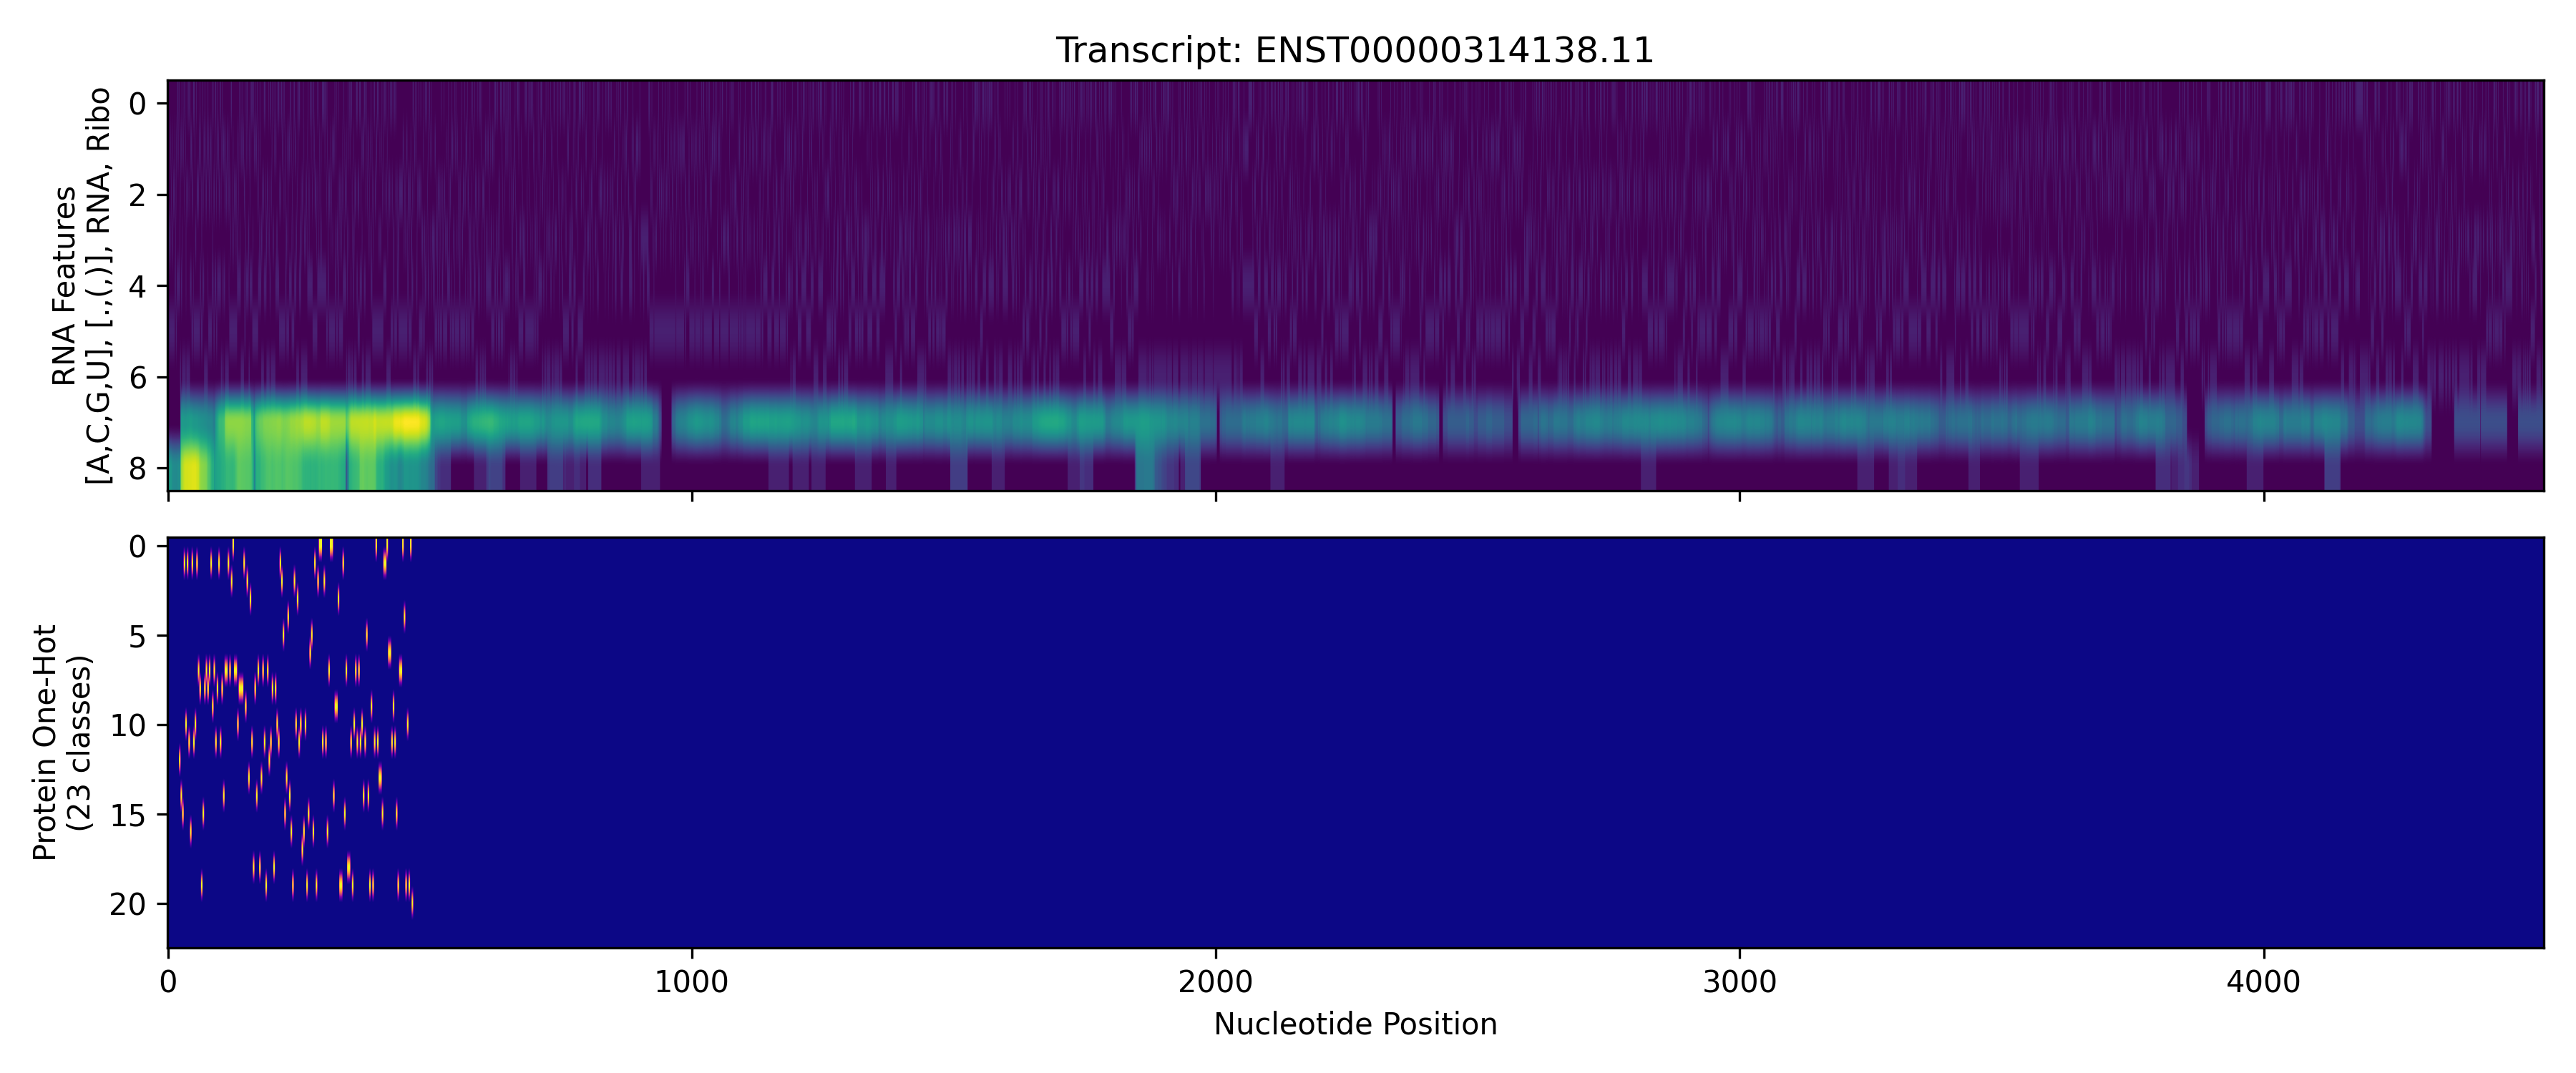 Transcript: ENST00000314138.11
RNA Features
[A,C,G,U], [.,(,)], RNA, Ribo
0
2
4
6
8
Protein One-Hot
(23 classes)
0
5
10
15
20
0
1000
2000
3000
4000
Nucleotide Position